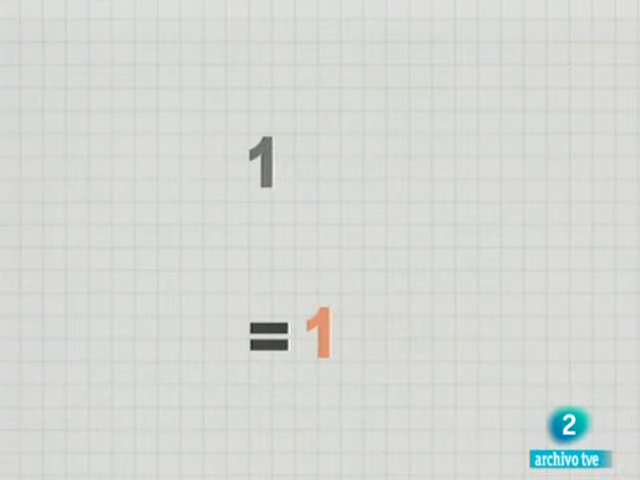 1
= 1
2
archivo tve